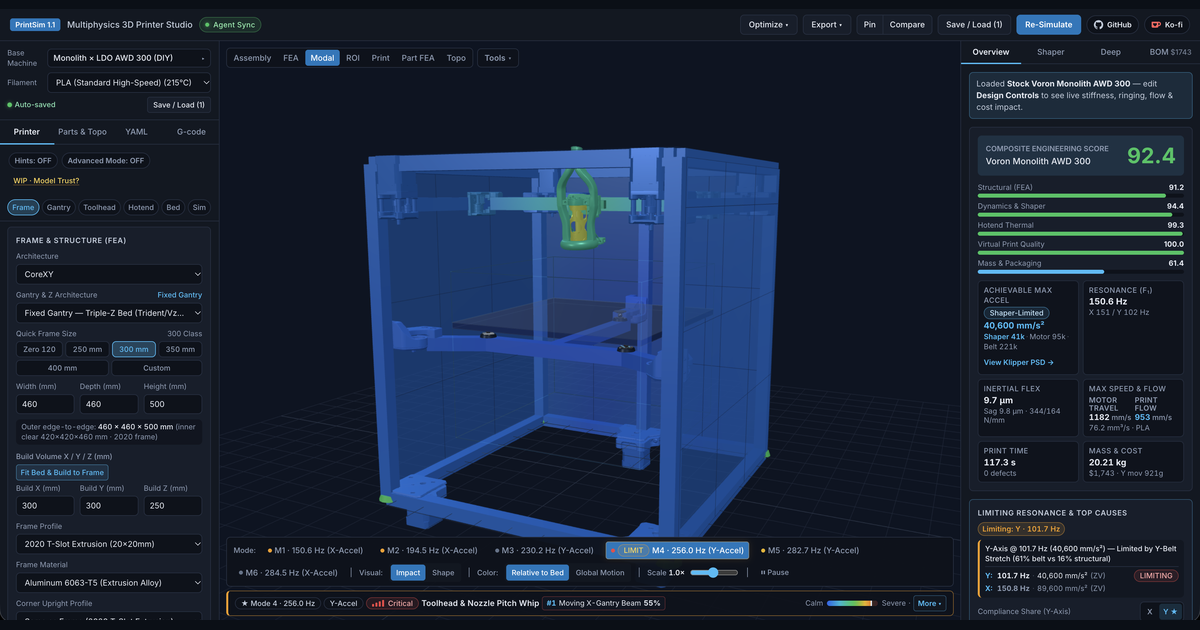 PrintSim 1.1
Multiphysics 3D Printer Studio
Agent Sync
Optimize
Export
Pin
Compare
Save / Load (1)
Re-Simulate
GitHub
Ko-fi
Base Machine
Monolith × LDO AWD 300 (DIY)
Filament
PLA (Standard High-Speed) (215°C)
Auto-saved
Save / Load (1)
Printer
Parts & Topo
YAML
G-code
Hints: OFF
Advanced Mode: OFF
WIP · Model Trust?
Frame
Gantry
Toolhead
Hotend
Bed
Sim
FRAME & STRUCTURE (FEA)
Architecture
CoreXY
Gantry & Z Architecture
Fixed Gantry
Fixed Gantry — Triple-Z Bed (Trident/Vz...
Quick Frame Size
300 Class
Zero 120
250 mm
300 mm
350 mm
400 mm
Custom
Width (mm)
Depth (mm)
Height (mm)
460
460
500
Outer edge-to-edge: 460 × 460 × 500 mm (inner
clear 420×420×460 mm · 2020 frame)
Build Volume X / Y / Z (mm)
Fit Bed & Build to Frame
Build X (mm)
Build Y (mm)
Build Z (mm)
300
300
250
Frame Profile
2020 T-Slot Extrusion (20×20mm)
Frame Material
Aluminum 6063-T5 (Extrusion Alloy)
Corner Upright Profile
Assembly
FEA
Modal
ROI
Print
Part FEA
Topo
Tools
Mode:
M1 · 150.6 Hz (X-Accel)
M2 · 194.5 Hz (X-Accel)
M3 · 230.2 Hz (Y-Accel)
LIMIT
M4 · 256.0 Hz (Y-Accel)
M5 · 282.7 Hz (Y-Accel)
M6 · 284.5 Hz (X-Accel)
Visual:
Impact
Shape
Color:
Relative to Bed
Global Motion
Scale 1.0×
Pause
★ Mode 4 · 256.0 Hz
Y-Accel
Critical
Toolhead & Nozzle Pitch Whip
#1 Moving X-Gantry Beam 55%
Calm
Severe
More
Overview
Shaper
Deep
BOM $1743
Loaded Stock Voron Monolith AWD 300 — edit
Design Controls to see live stiffness, ringing, flow &
cost impact.
COMPOSITE ENGINEERING SCORE
Voron Monolith AWD 300
92.4
Structural (FEA)
91.2
Dynamics & Shaper
94.4
Hotend Thermal
99.3
Virtual Print Quality
100.0
Mass & Packaging
61.4
ACHIEVABLE MAX
ACCEL
Shaper-Limited
40,600 mm/s²
Shaper 41k · Motor 95k ·
Belt 221k
View Klipper PSD →
RESONANCE (F₁)
150.6 Hz
X 151 / Y 102 Hz
INERTIAL FLEX
9.7 μm
Sag 9.8 μm · 344/164
N/mm
MAX SPEED & FLOW
MOTOR TRAVEL
1182 mm/s
PRINT FLOW
953 mm/s
76.2 mm³/s · PLA
PRINT TIME
117.3 s
0 defects
MASS & COST
20.21 kg
$1,743 · Y mov 921g
LIMITING RESONANCE & TOP CAUSES
Limiting: Y · 101.7 Hz
Y-Axis @ 101.7 Hz (40,600 mm/s²) — Limited by Y-Belt
Stretch (61% belt vs 16% structural)
Y: 101.7 Hz 40,600 mm/s² (ZV)
LIMITING
X: 150.8 Hz 89,600 mm/s² (ZV)
Compliance Share (Y-Axis)
X
Y ★